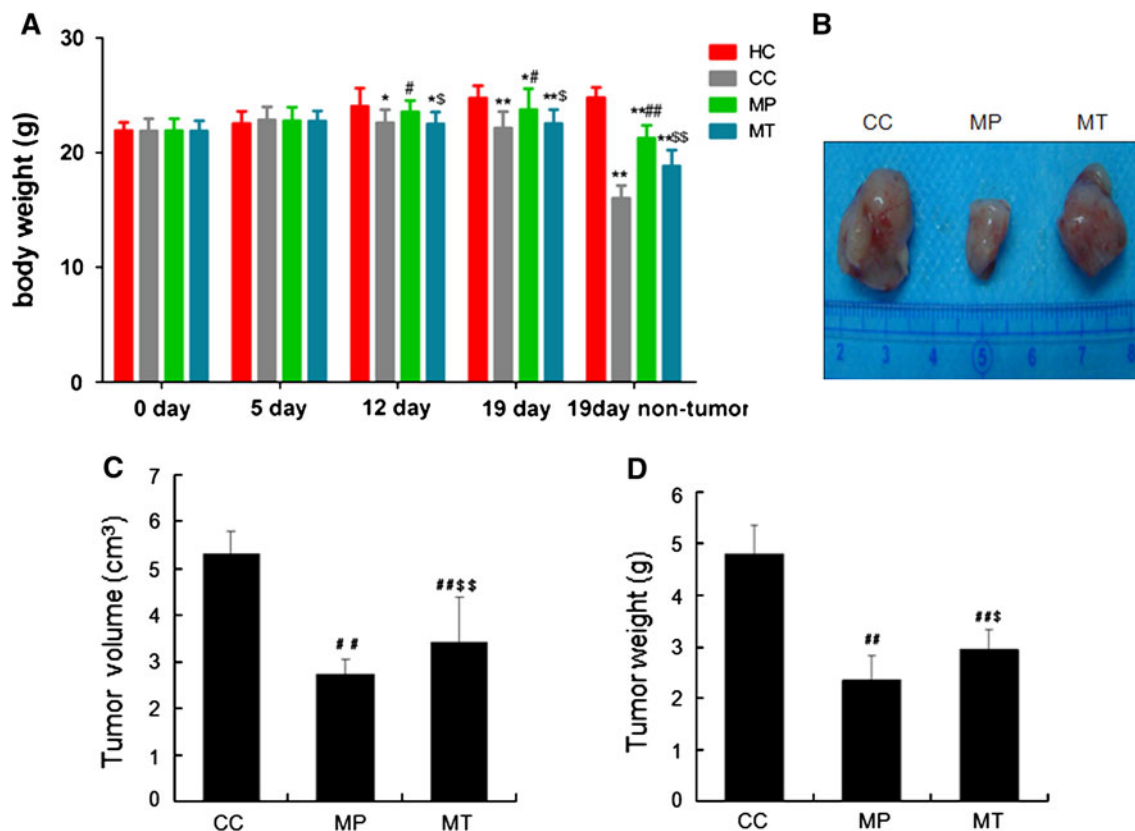 A
30
20
10
0
body weight (g)
HC
CC
MP
MT
*
#
*$
**
*#
**$
**
**##
**$$
0 day
5 day
12 day
19 day
19day non-tumor
B
CC MP MT
2 3 4 5 6 7 8
C
7
6
5
4
3
2
1
0
Tumor volume (cm³)
# #
##$$
CC MP MT
D
6
5
4
3
2
1
0
Tumor weight (g)
##
##$
CC MP MT